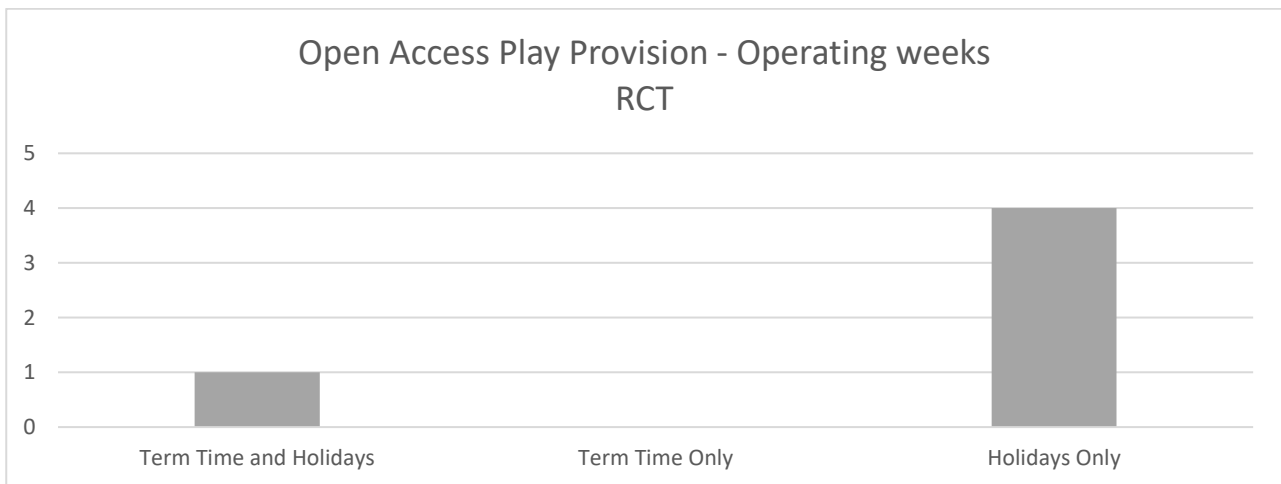 Open Access Play Provision - Operating weeks
RCT
5
4
3
2
1
0
Term Time and Holidays
Term Time Only
Holidays Only